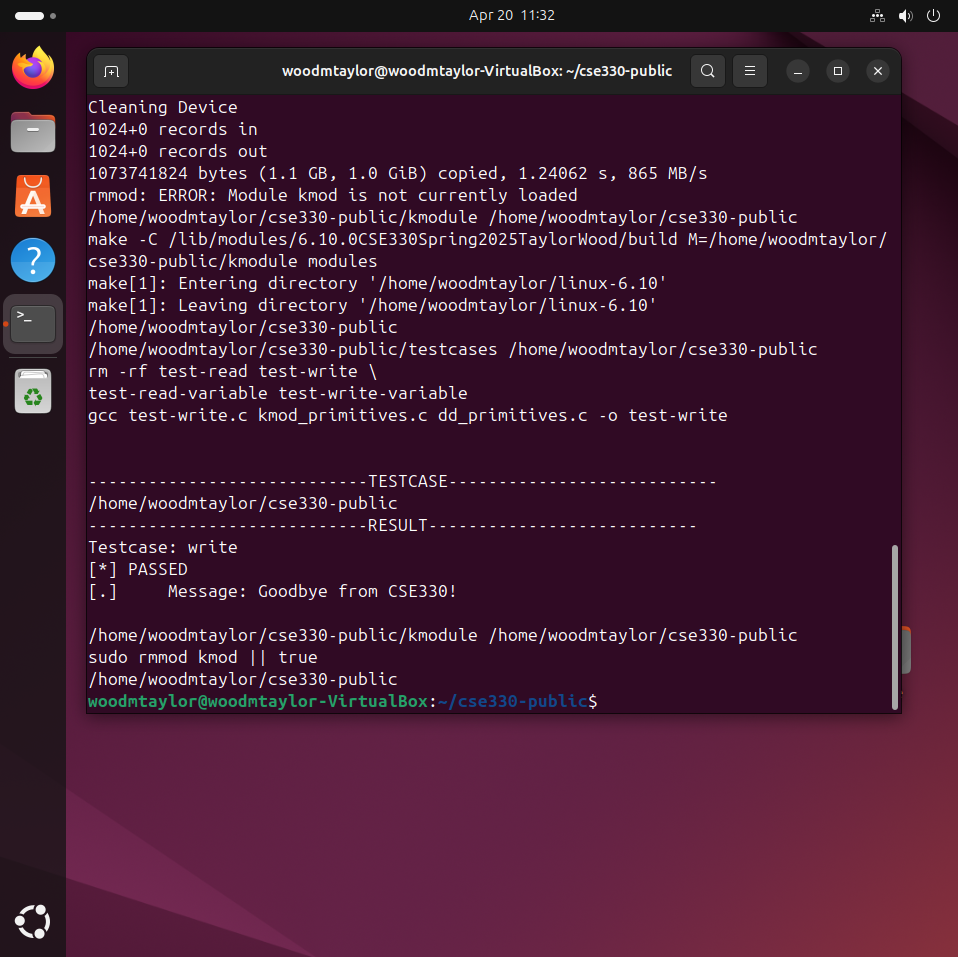 Apr 20 11:32
woodmtaylor@woodmtaylor-VirtualBox: ~/cse330-public
Cleaning Device
1024+0 records in
1024+0 records out
1073741824 bytes (1.1 GB, 1.0 GiB) copied, 1.24062 s, 865 MB/s
rmmod: ERROR: Module kmod is not currently loaded
/home/woodmtaylor/cse330-public/kmodule /home/woodmtaylor/cse330-public
make -C /lib/modules/6.10.0CSE330Spring2025TaylorWood/build M=/home/woodmtaylor/
cse330-public/kmodule modules
make[1]: Entering directory '/home/woodmtaylor/linux-6.10'
make[1]: Leaving directory '/home/woodmtaylor/linux-6.10'
/home/woodmtaylor/cse330-public
/home/woodmtaylor/cse330-public/testcases /home/woodmtaylor/cse330-public
rm -rf test-read test-write \
test-read-variable test-write-variable
gcc test-write.c kmod_primitives.c dd_primitives.c -o test-write
----------------------------TESTCASE---------------------------
/home/woodmtaylor/cse330-public
----------------------------RESULT---------------------------
Testcase: write
[*] PASSED
[.]     Message: Goodbye from CSE330!
/home/woodmtaylor/cse330-public/kmodule /home/woodmtaylor/cse330-public
sudo rmmod kmod || true
/home/woodmtaylor/cse330-public
woodmtaylor@woodmtaylor-VirtualBox:~/cse330-public$